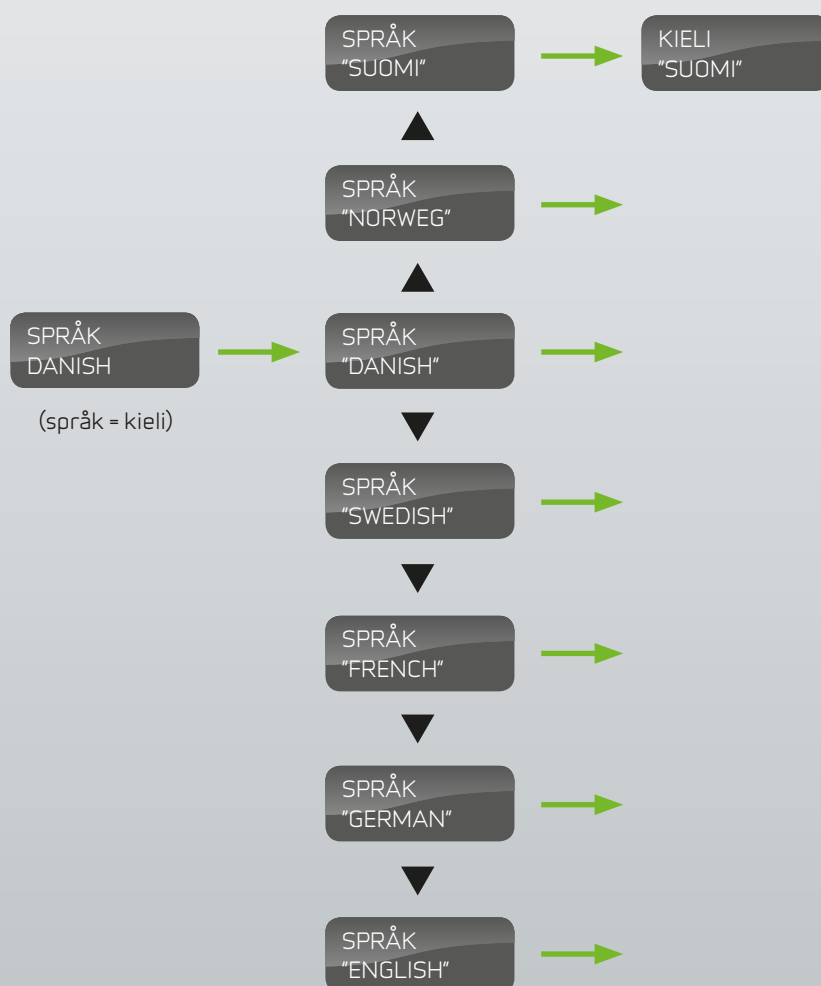 SPRÅK
"SUOMI"
KIELI
"SUOMI"
SPRÅK
"NORWEG"
SPRÅK
DANISH
(språk = kieli)
SPRÅK
"DANISH"
SPRÅK
"SWEDISH"
SPRÅK
"FRENCH"
SPRÅK
"GERMAN"
SPRÅK
"ENGLISH"